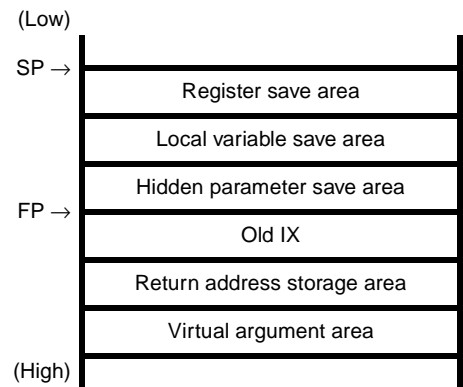 (Low)
SP →
Register save area
Local variable save area
Hidden parameter save area
FP →
Old IX
Return address storage area
Virtual argument area
(High)